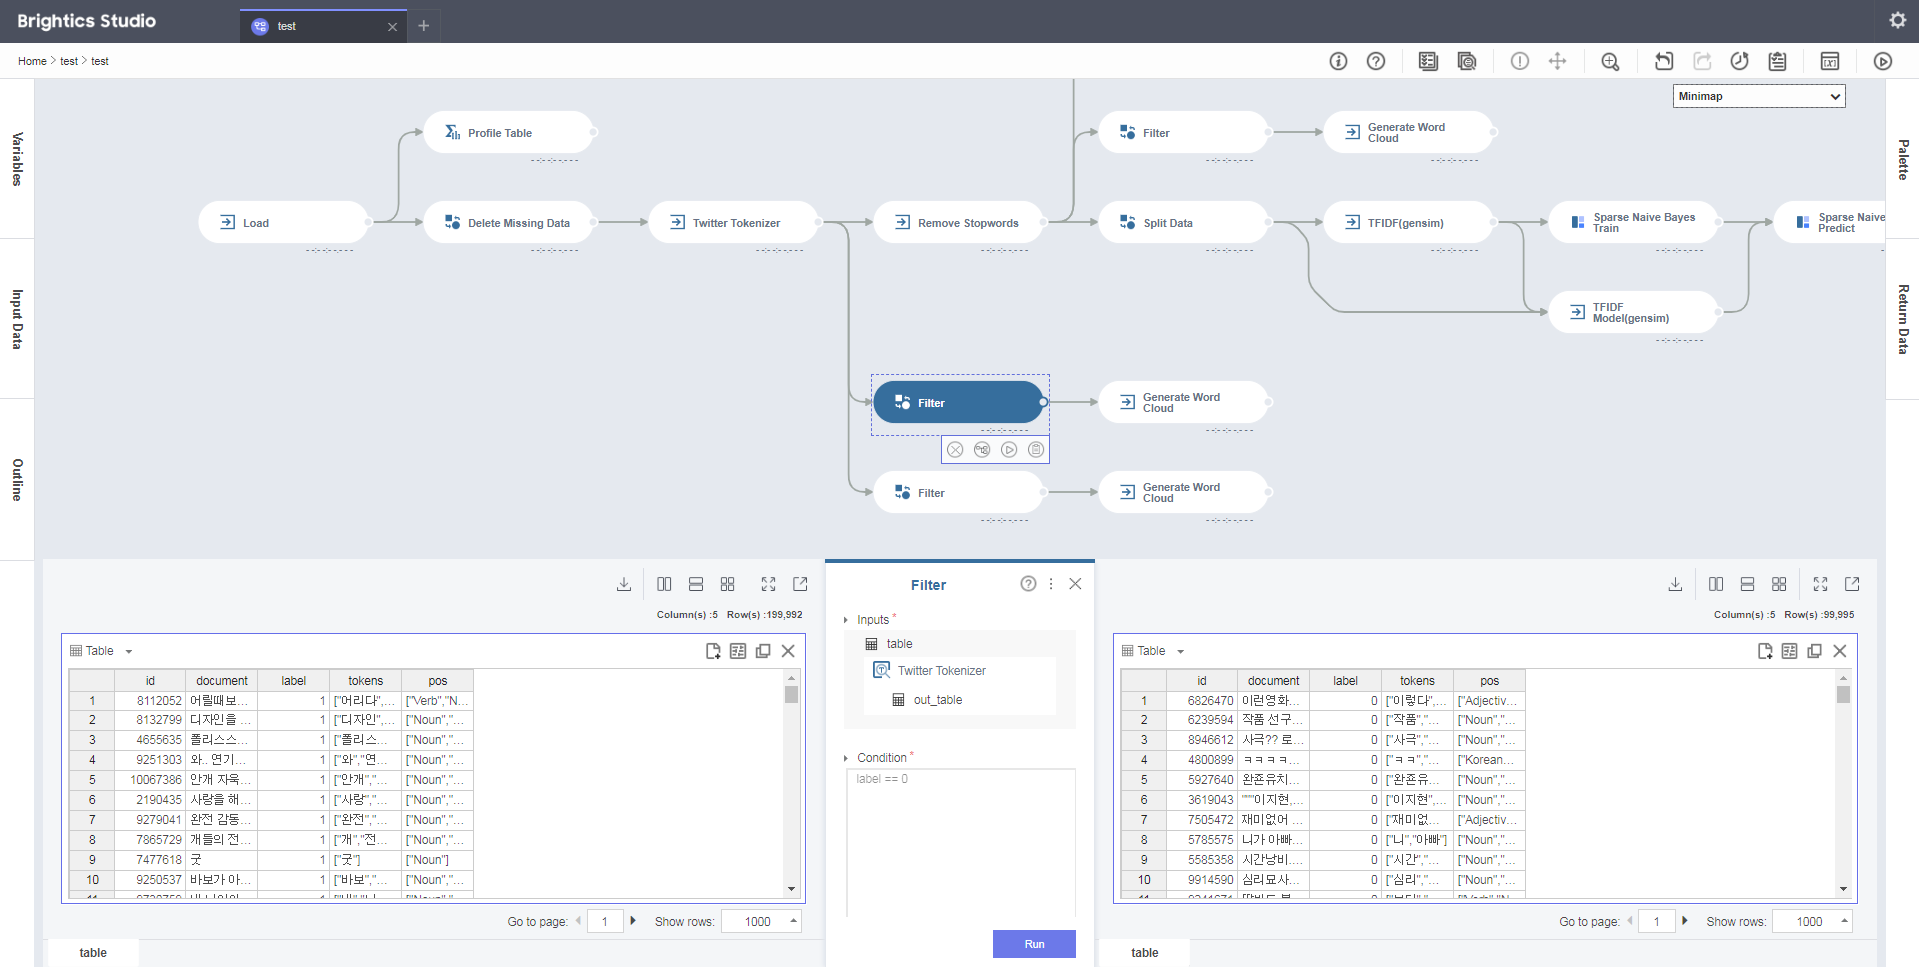 Brightics Studio
test
Home > test > test
Minimap
Variables
Input Data
Outline
Palette
Return Data
Profile Table
--:--:--.---
Filter
--:--:--.---
Generate Word
Cloud
--:--:--.---
Load
--:--:--.---
Delete Missing Data
--:--:--.---
Twitter Tokenizer
--:--:--.---
Remove Stopwords
--:--:--.---
Split Data
--:--:--.---
TFIDF(gensim)
--:--:--.---
Sparse Naive Bayes
Train
--:--:--.---
Sparse Naive
Predict
TFIDF
Model(gensim)
--:--:--.---
Filter
--:--:--.---
Generate Word
Cloud
--:--:--.---
Filter
--:--:--.---
Generate Word
Cloud
--:--:--.---
Column(s) :5 Row(s) :199,992
Table
id document label tokens pos
1 8112052 어릴때보... 1 ["어리다",... ["Verb","N...
2 8132799 디자인을 ... 1 ["디자인",... ["Noun","...
3 4655635 폴리스스... 1 ["폴리스... ["Noun","...
4 9251303 와.. 연기... 1 ["와","연... ["Noun","...
5 10067386 안개 자욱... 1 ["안개","... ["Noun","...
6 2190435 사랑을 해... 1 ["사랑","... ["Noun","...
7 9279041 완전 감동... 1 ["완전","... ["Noun","...
8 7865729 개들의 전... 1 ["개","전... ["Noun","...
9 7477618 굿 1 ["굿"] ["Noun"]
10 9250537 바보가 아... 1 ["바보","... ["Noun","...
Go to page: 1 Show rows: 1000
table
Filter
Inputs *
table
Twitter Tokenizer
out_table
Condition *
label == 0
Run
Column(s) :5 Row(s) :99,995
Table
id document label tokens pos
1 6826470 이런영화... 0 ["이렇다",... ["Adjectiv...
2 6239594 작품 선구... 0 ["작품","... ["Noun","...
3 8946612 사극?? 로... 0 ["사극","... ["Noun","...
4 4800899 ㅋㅋㅋㅋ... 0 ["ㅋㅋ","... ["Korean...
5 5927640 완죤유치... 0 ["완죤유... ["Noun","...
6 3619043 """이지현,... 0 ["이지현",... ["Noun","...
7 7505472 재미없어 ... 0 ["재미없... ["Adjectiv...
8 5785575 니가 아빠... 0 ["니","아빠"] ["Noun","...
9 5585358 시간낭비.... 0 ["시간","... ["Noun","...
10 9914590 심리묘사... 0 ["심리","... ["Noun","...
Go to page: 1 Show rows: 1000
table